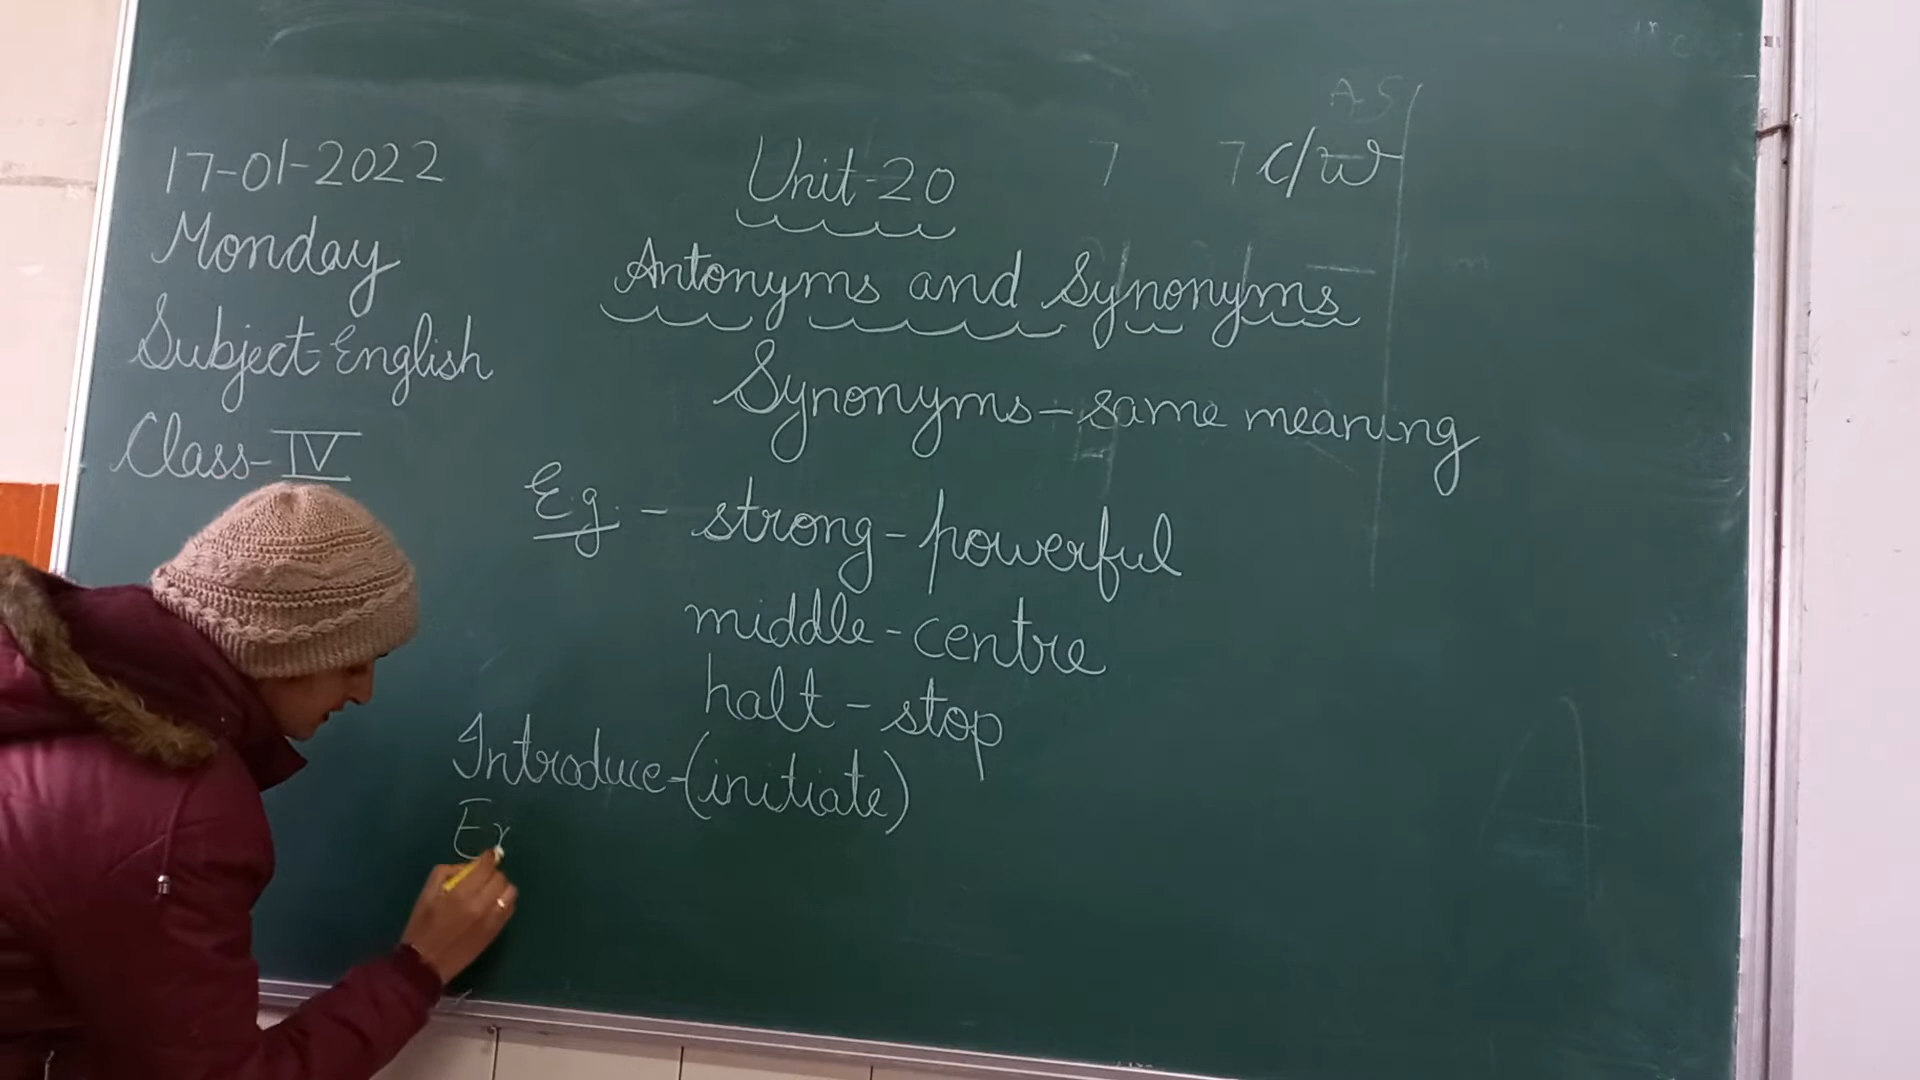 17-01-2022
Monday
Subject-English
Class-IV
Unit-20
C/W
Antonyms and Synonyms
Synonyms-same meaning
E.g. - strong-powerful
middle-centre
halt-stop
Introduce-(initiate)
Ex